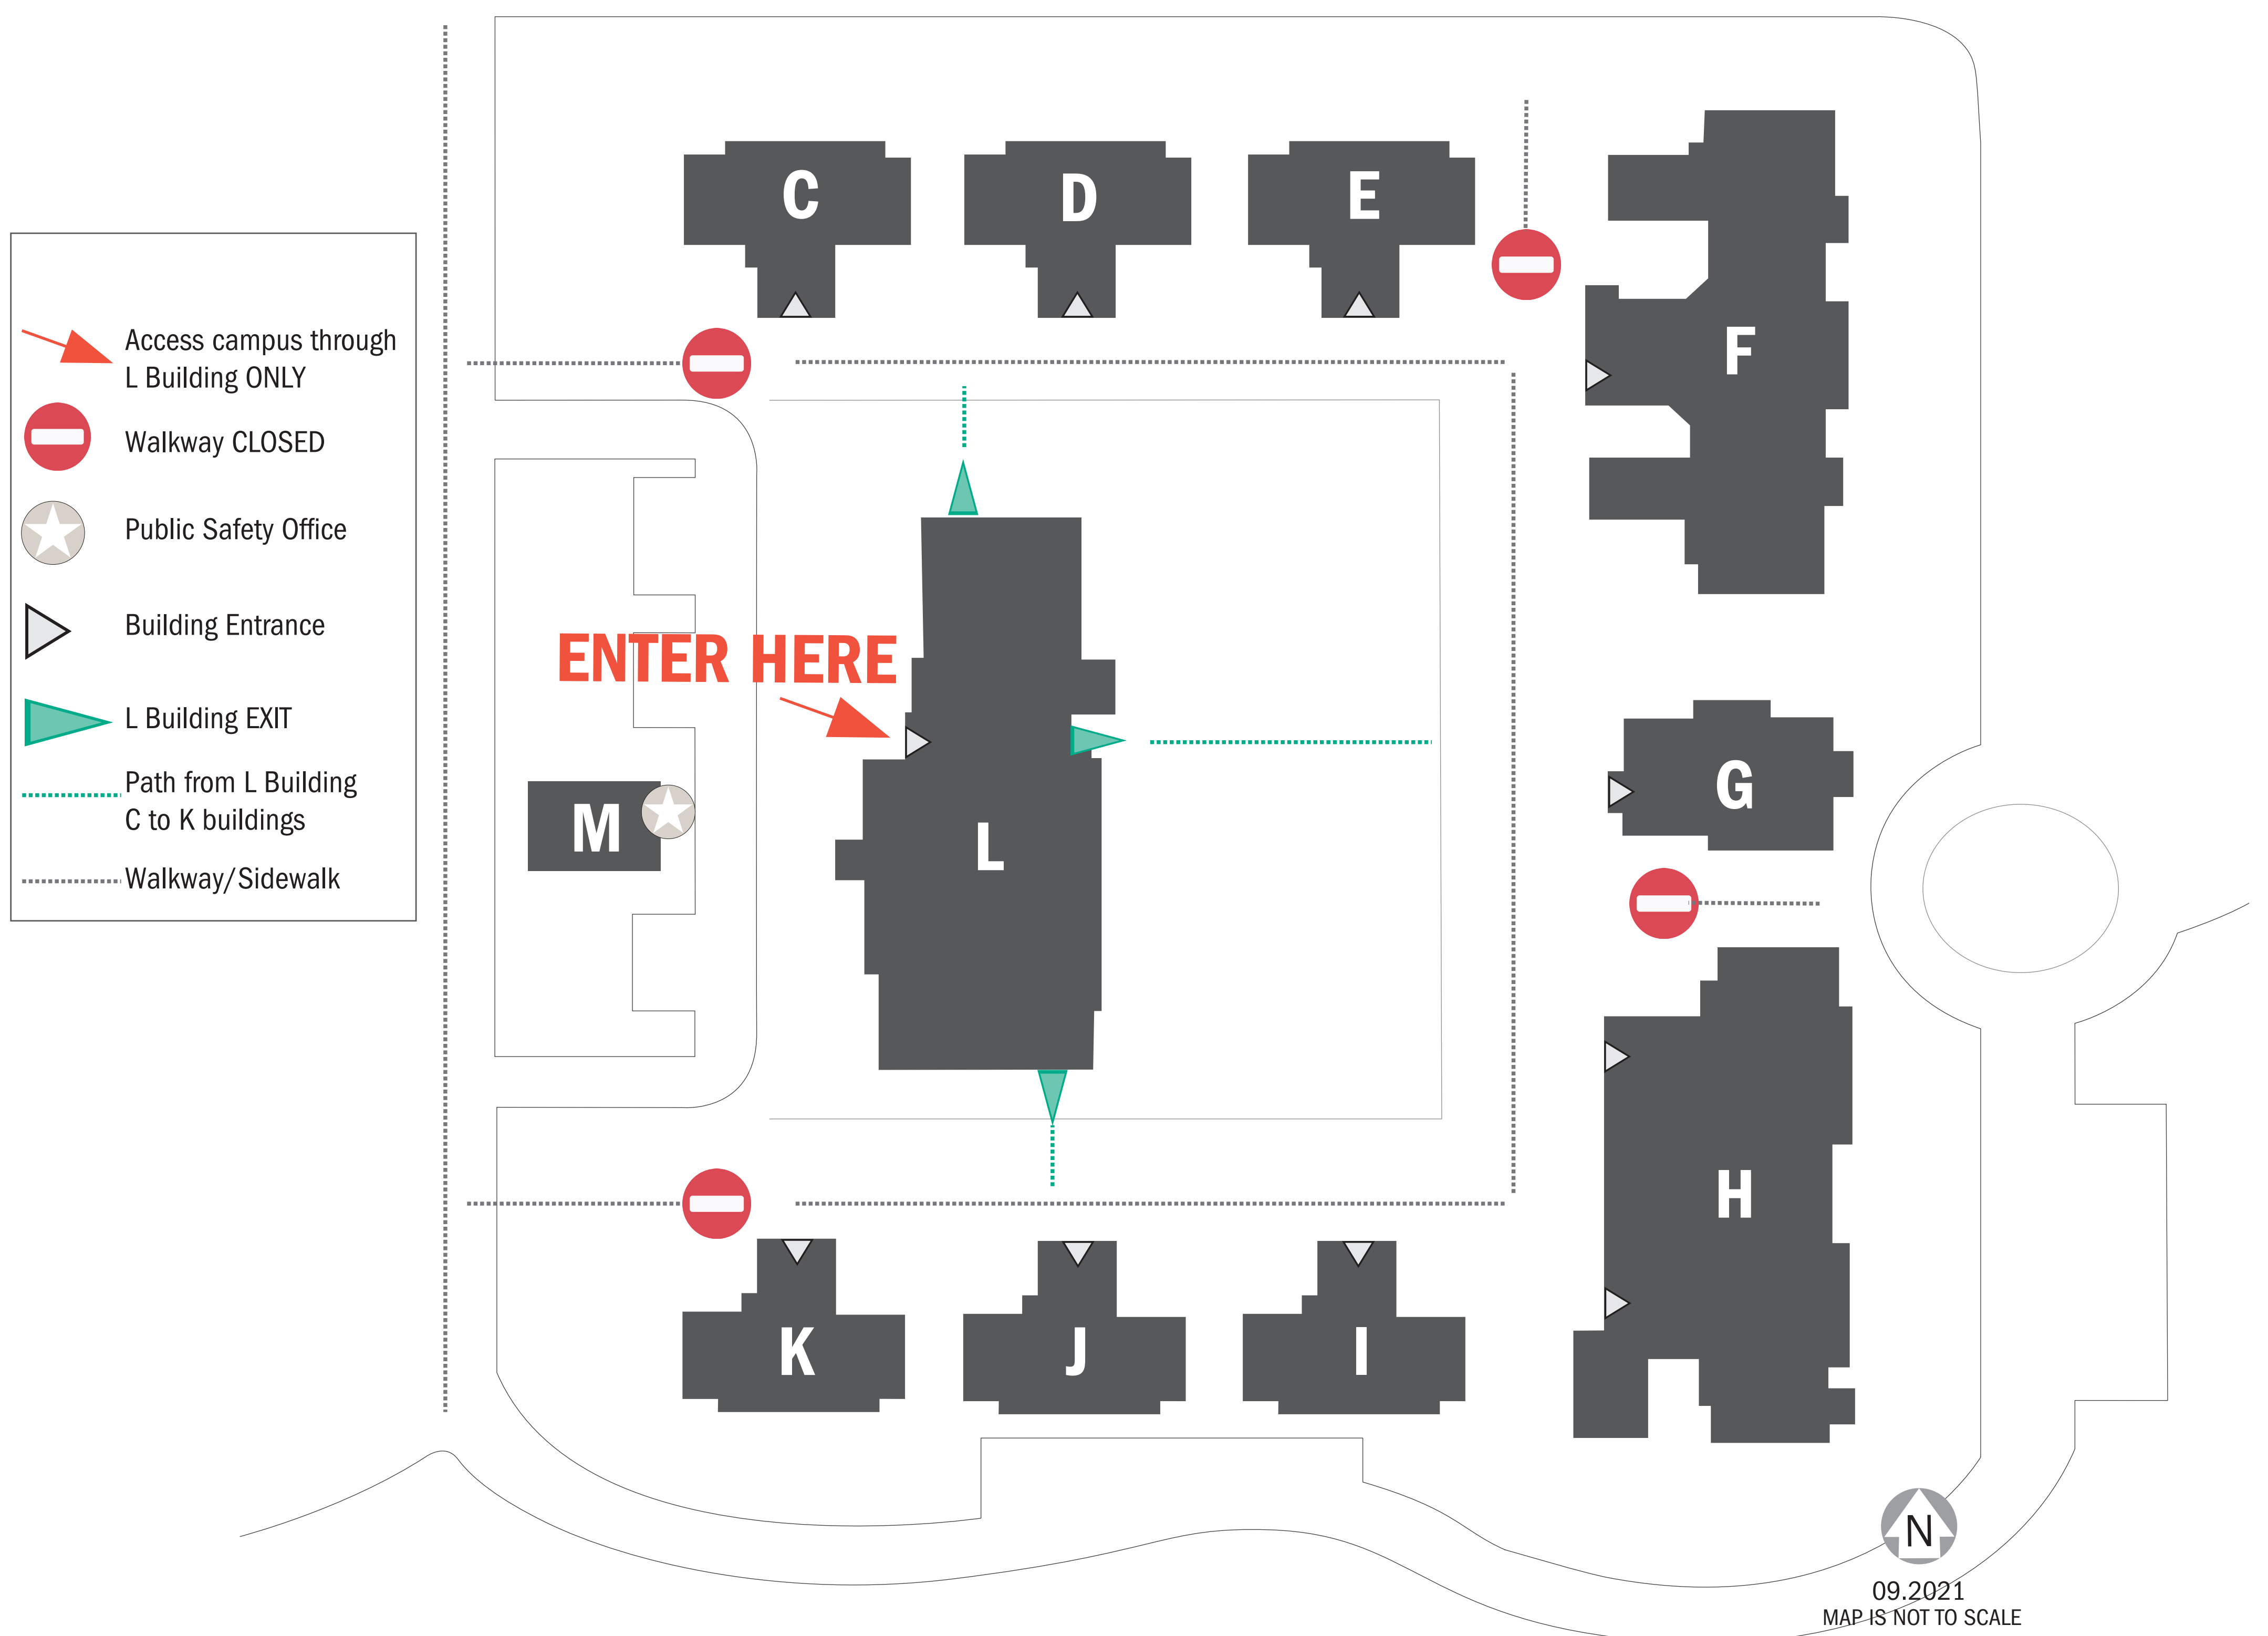 C
D
E
F
Access campus through
L Building ONLY
Walkway CLOSED
Public Safety Office
Building Entrance
L Building EXIT
Path from L Building
C to K buildings
Walkway/Sidewalk
ENTER HERE
M
L
G
H
K
J
I
N
09.2021
MAP IS NOT TO SCALE